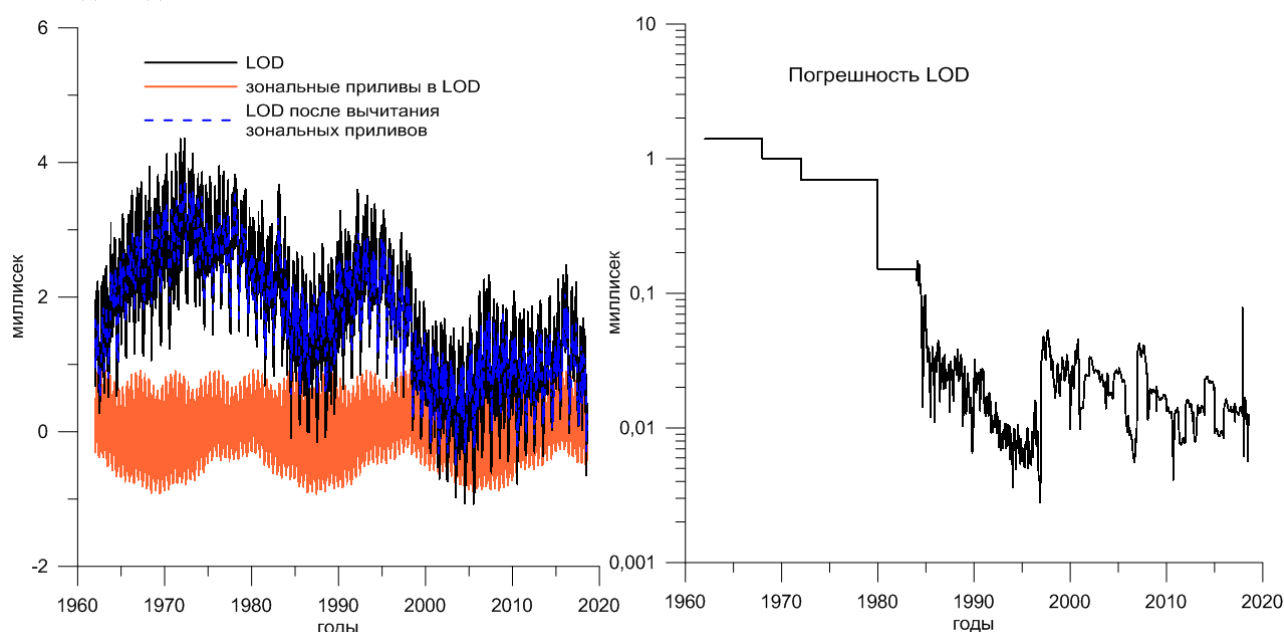 6
4
2
0
-2
миллисек
LOD
зональные приливы в LOD
LOD после вычитания
зональных приливов
1960 1970 1980 1990 2000 2010 2020
годы
10
1
0,1
0,01
0,001
миллисек
Погрешность LOD
1960 1970 1980 1990 2000 2010 2020
годы